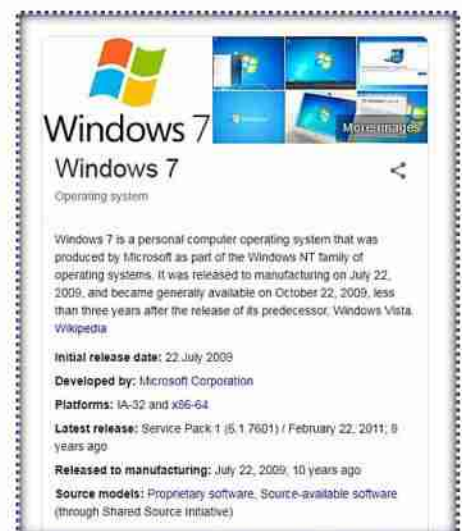 Windows 7
More images
Windows 7
Operating system
Windows 7 is a personal computer operating system that was
produced by Microsoft as part of the Windows NT family of
operating systems. It was released to manufacturing on July 22,
2009, and became generally available on October 22, 2009, less
than three years after the release of its predecessor, Windows Vista.
Wikipedia
Initial release date: 22 July 2009
Developed by: Microsoft Corporation
Platforms: IA-32 and x86-64
Latest release: Service Pack 1 (6.1.7601) / February 22, 2011; 9
years ago
Released to manufacturing: July 22, 2009; 10 years ago
Source models: Proprietary software, Source-available software
(through Shared Source Initiative)